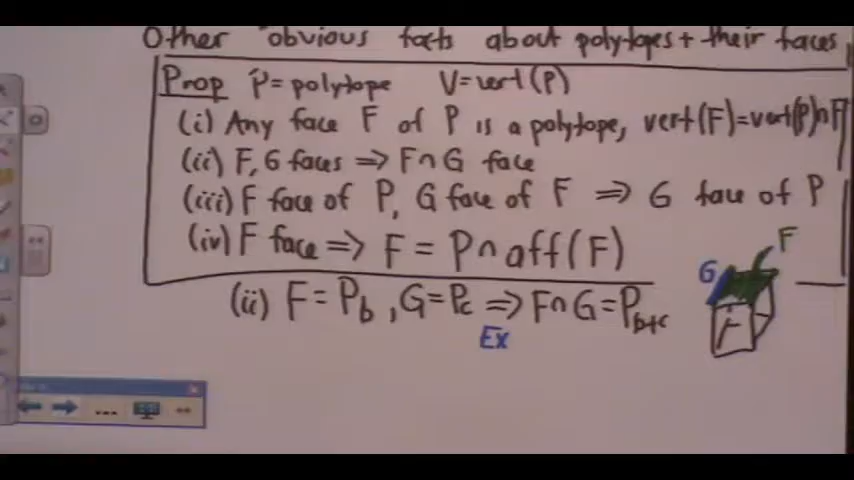 Other obvious facts about polytopes + their faces
Prop P = polytope V = vert(P)
(i) Any face F of P is a polytope, vert(F) = vert(P) ∩ F
(ii) F, G faces ⇒ F ∩ G face
(iii) F face of P, G face of F ⇒ G face of P
(iv) F face ⇒ F = P ∩ aff(F)
F
G
(ii) F = P_b, G = P_c ⇒ F ∩ G = P_{b+c}
Ex